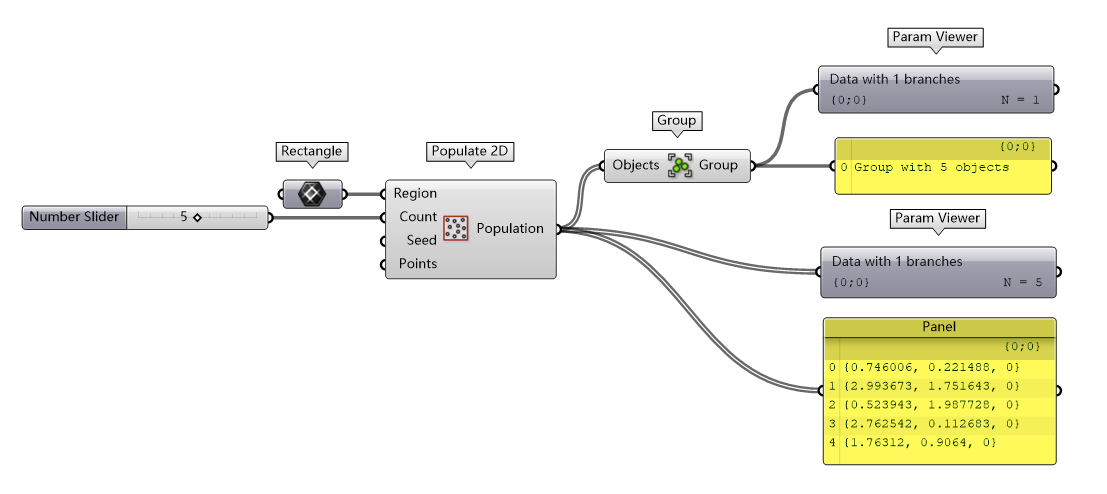 Param Viewer
Data with 1 branches
{0;0} N = 1
Group
Objects Group
{0;0}
0 Group with 5 objects
Rectangle
Populate 2D
Region
Count
Seed
Points
Population
Number Slider 5
Param Viewer
Data with 1 branches
{0;0} N = 5
Panel
{0;0}
0 {0.746006, 0.221488, 0}
1 {2.993673, 1.751643, 0}
2 {0.523943, 1.987728, 0}
3 {2.762542, 0.112683, 0}
4 {1.76312, 0.9064, 0}